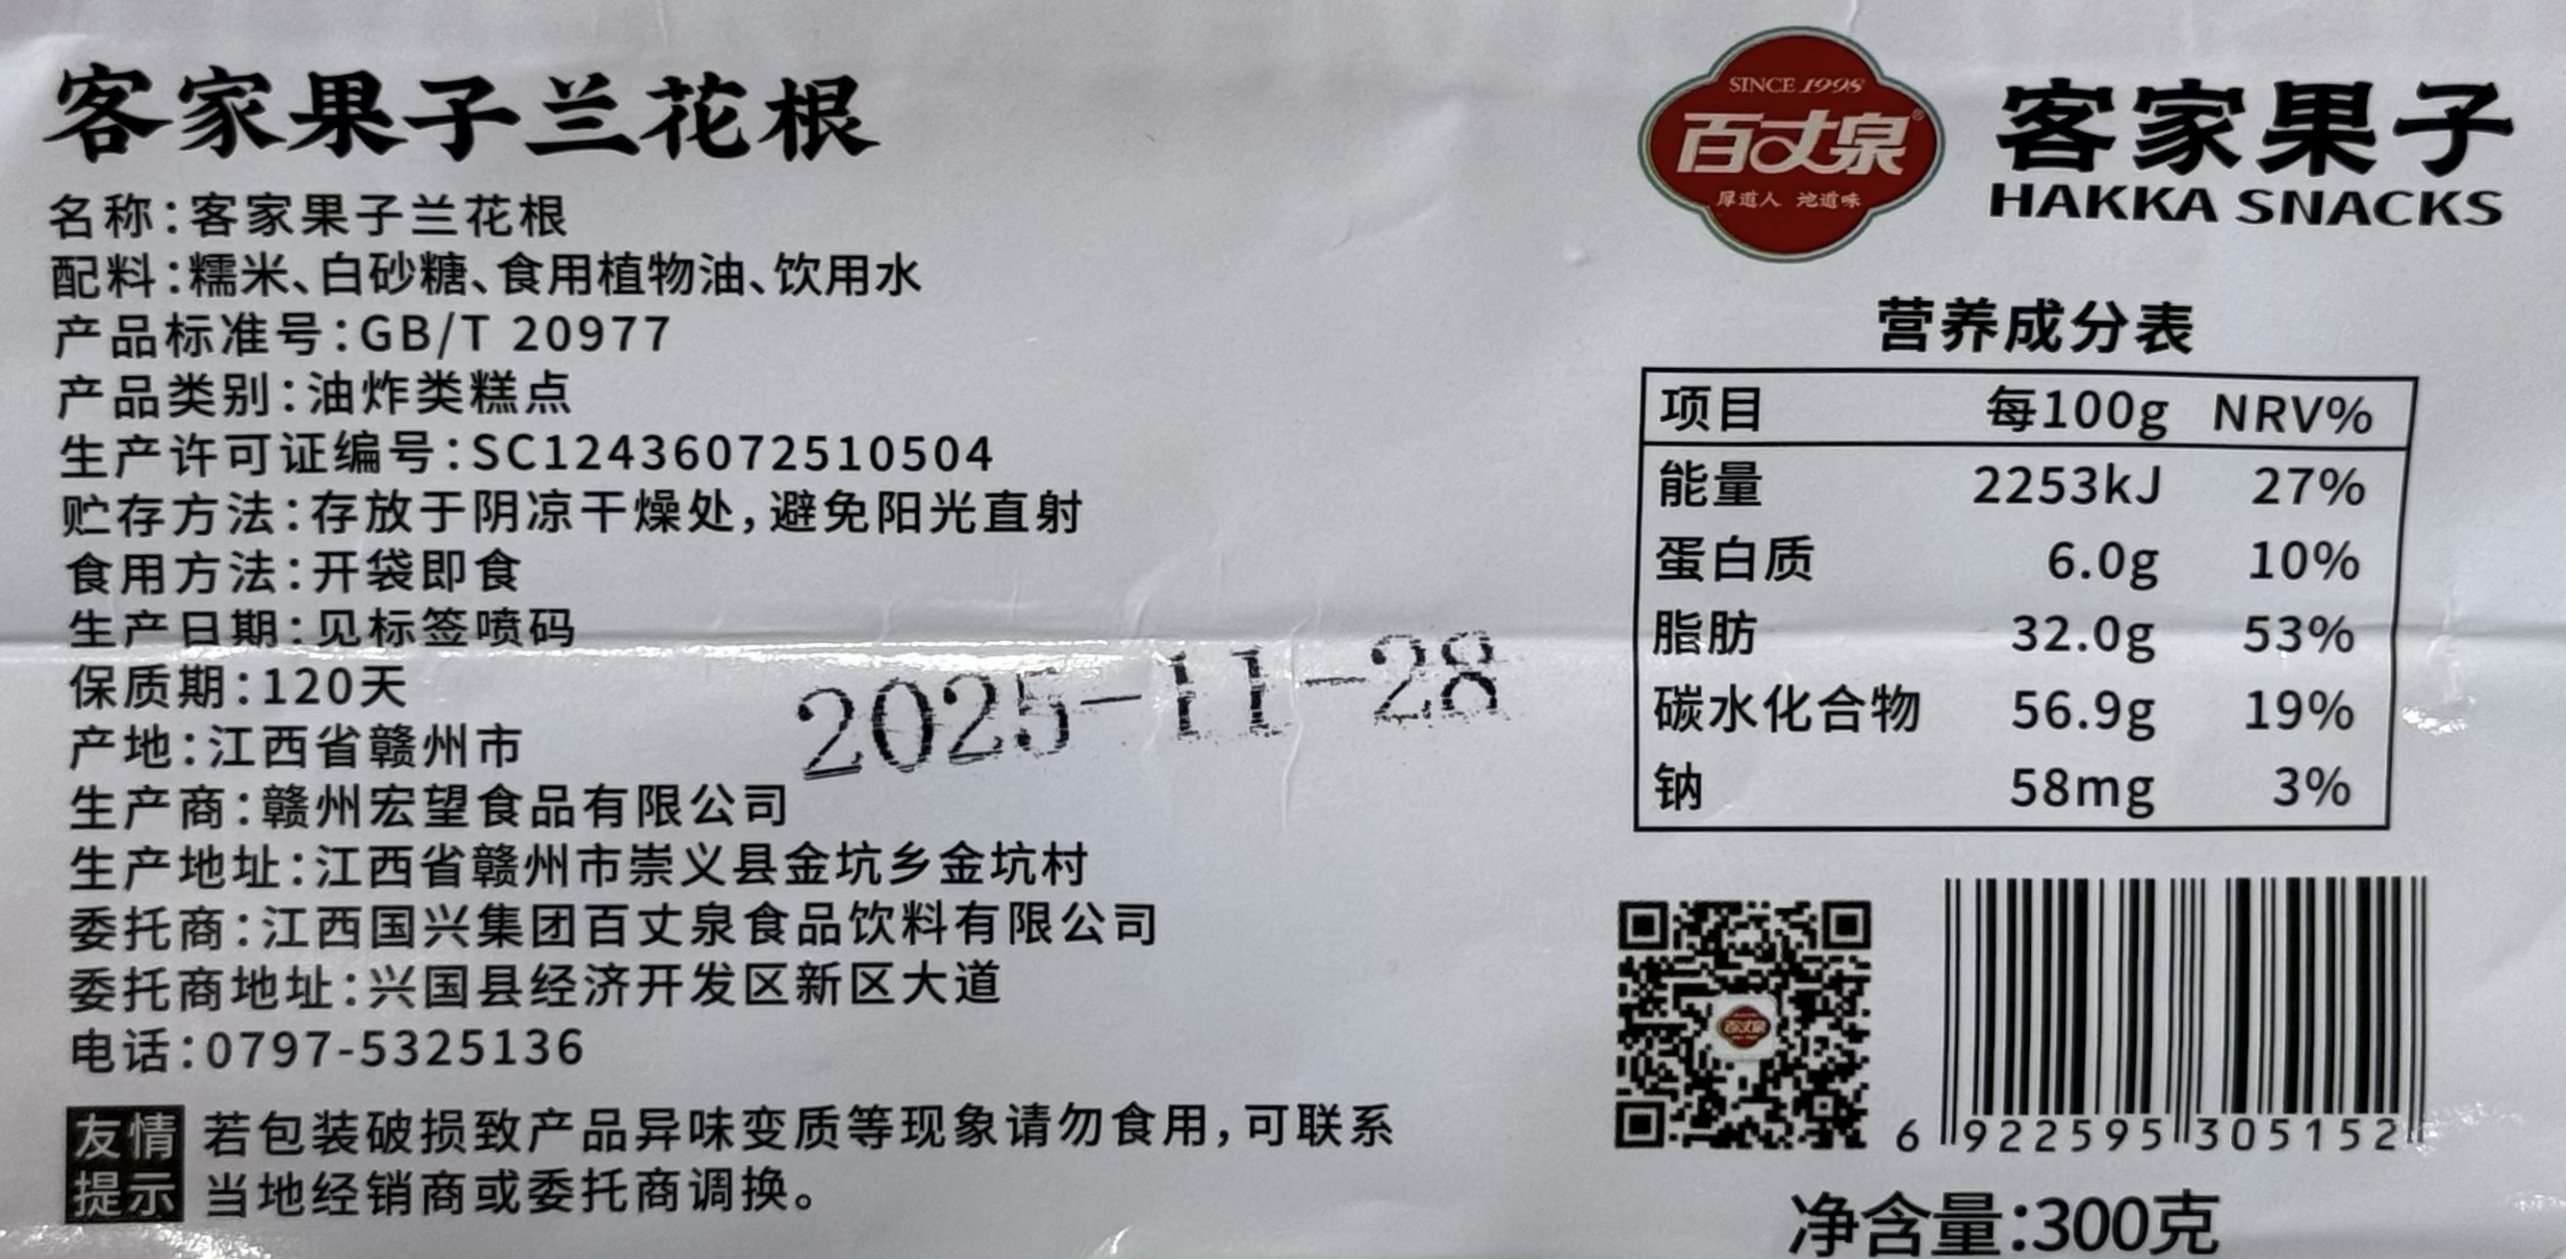 客家果子兰花根
名称:客家果子兰花根
配料:糯米、白砂糖、食用植物油、饮用水
产品标准号:GB/T 20977
产品类别:油炸类糕点
生产许可证编号:SC12436072510504
贮存方法:存放于阴凉干燥处,避免阳光直射
食用方法:开袋即食
生产日期:见标签喷码
保质期:120天
产地:江西省赣州市
生产商:赣州宏望食品有限公司
生产地址:江西省赣州市崇义县金坑乡金坑村
委托商:江西国兴集团百丈泉食品饮料有限公司
委托商地址:兴国县经济开发区新区大道
电话:0797-5325136
友情提示
若包装破损致产品异味变质等现象请勿食用,可联系
当地经销商或委托商调换。
2025-11-28
SINCE 1998
百丈泉®
厚道人 地道味
客家果子
HAKKA SNACKS
营养成分表
项目 每100g NRV%
能量 2253kJ 27%
蛋白质 6.0g 10%
脂肪 32.0g 53%
碳水化合物 56.9g 19%
钠 58mg 3%
百丈泉
6 922595 305152
净含量:300克